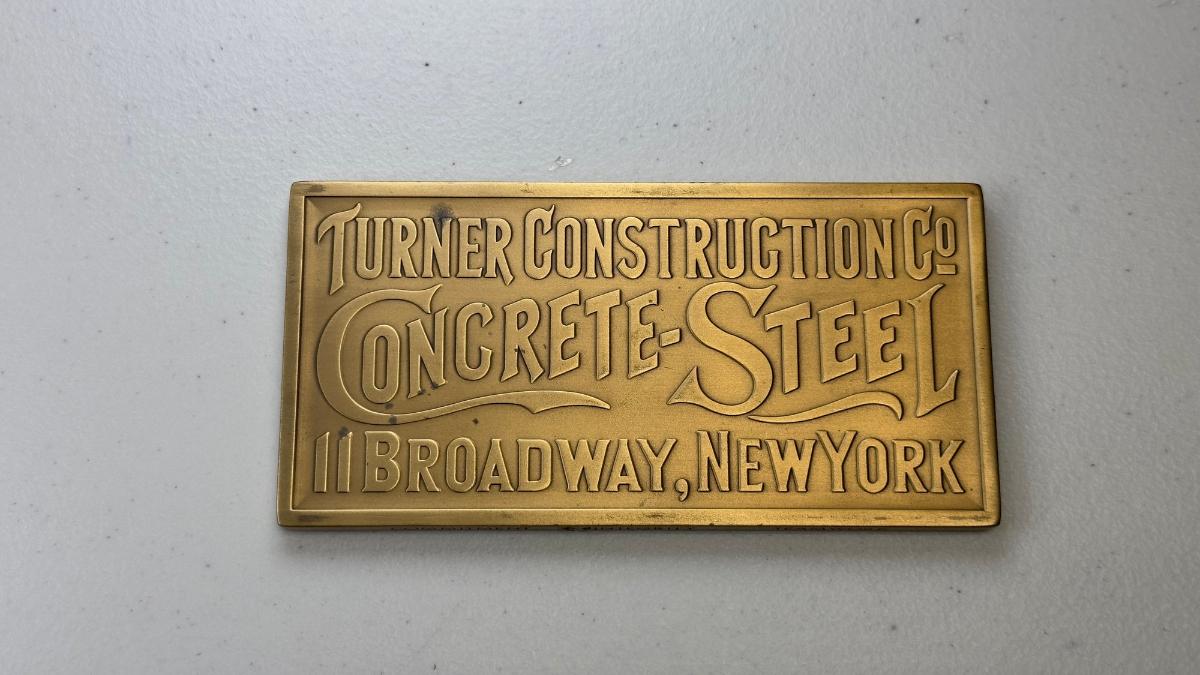 TURNER CONSTRUCTION CO
CONCRETE-STEEL
11 BROADWAY, NEW YORK